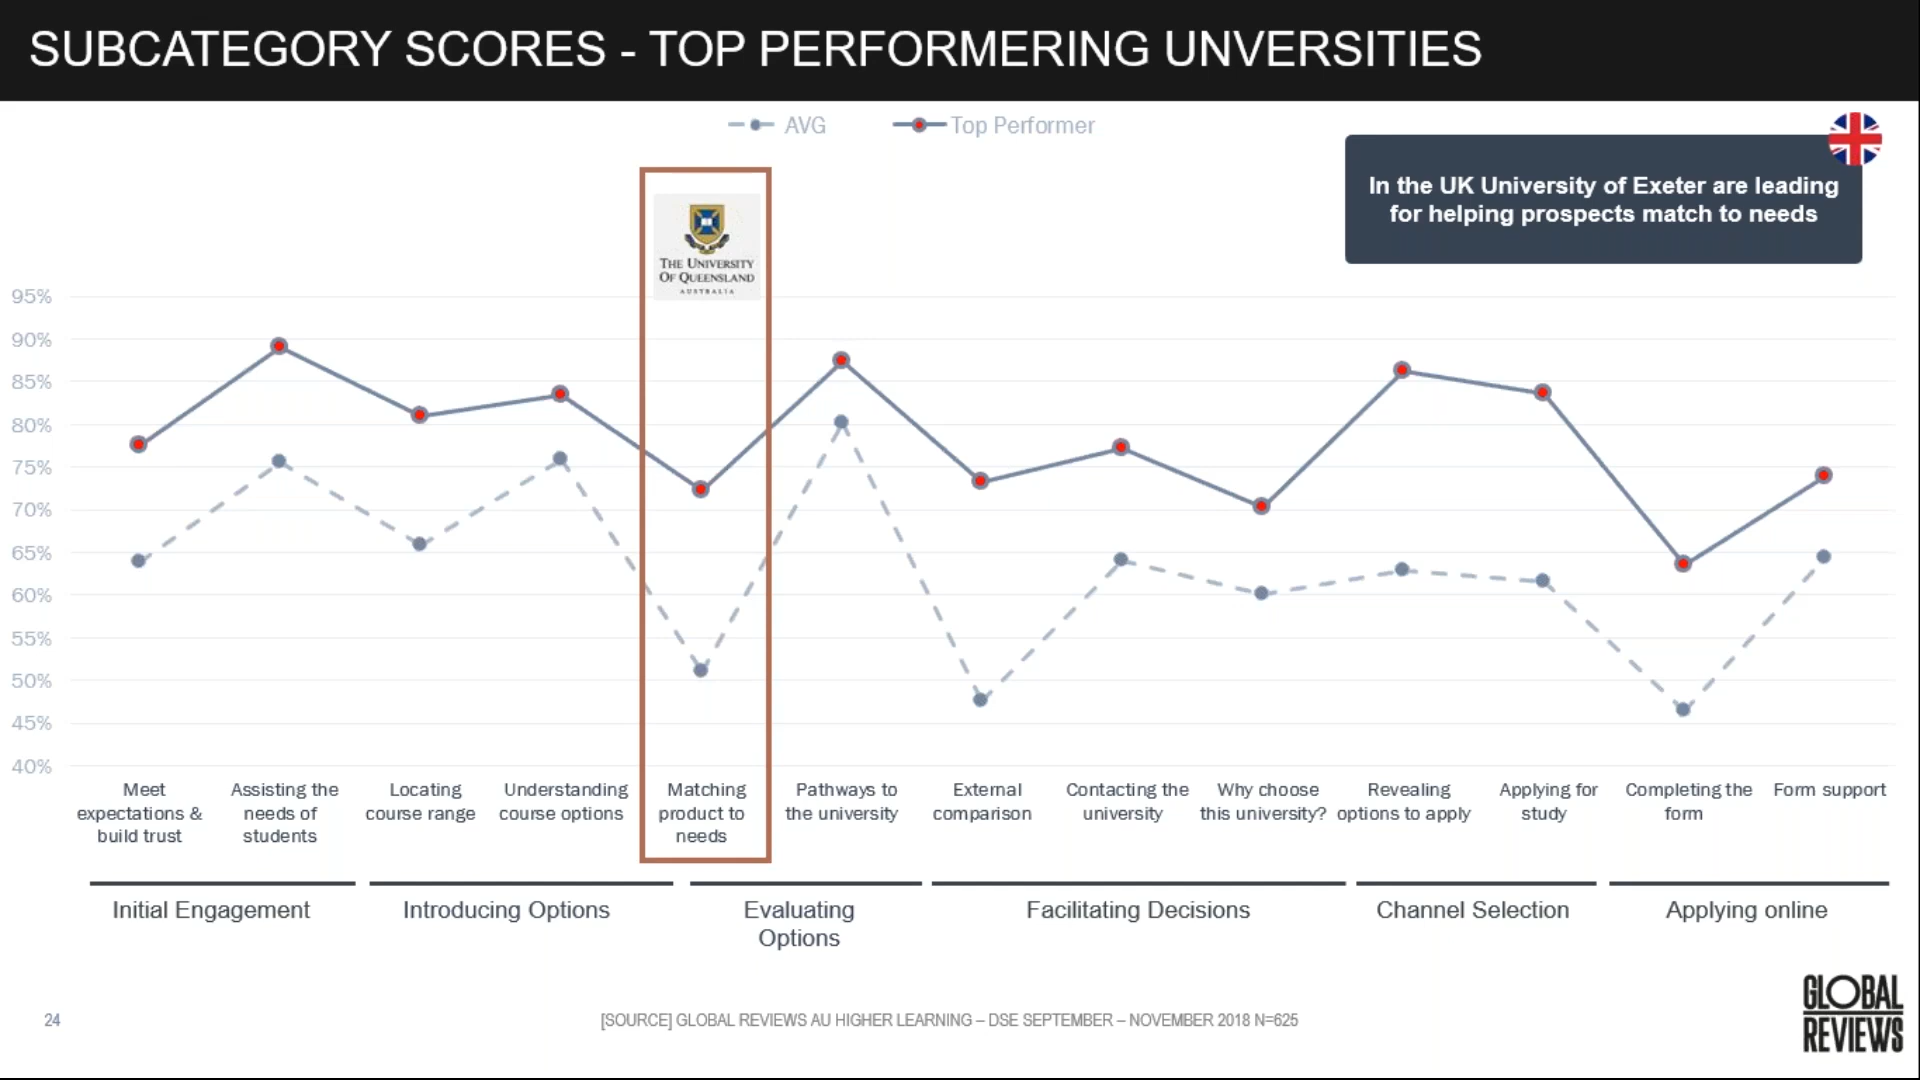 SUBCATEGORY SCORES - TOP PERFORMERING UNVERSITIES
AVG
Top Performer
In the UK University of Exeter are leading
for helping prospects match to needs
THE UNIVERSITY
OF QUEENSLAND
AUSTRALIA
95%
90%
85%
80%
75%
70%
65%
60%
55%
50%
45%
40%
Meet
expectations &
build trust
Assisting the
needs of
students
Locating
course range
Understanding
course options
Matching
product to
needs
Pathways to
the university
External
comparison
Contacting the
university
Why choose
this university?
Revealing
options to apply
Applying for
study
Completing the
form
Form support
Initial Engagement
Introducing Options
Evaluating
Options
Facilitating Decisions
Channel Selection
Applying online
24
[SOURCE] GLOBAL REVIEWS AU HIGHER LEARNING – DSE SEPTEMBER – NOVEMBER 2018 N=625
GLOBAL
REVIEWS